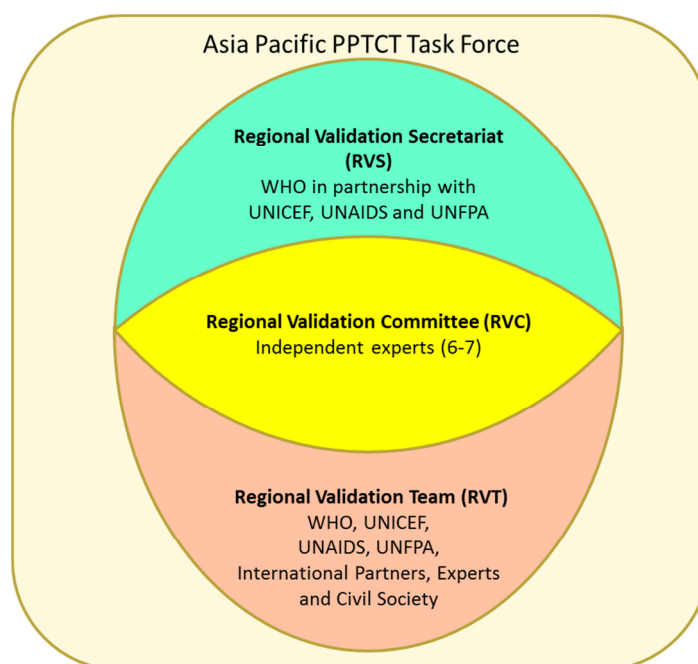 Asia Pacific PPTCT Task Force
Regional Validation Secretariat
(RVS)
WHO in partnership with
UNICEF, UNAIDS and UNFPA
Regional Validation Committee (RVC)
Independent experts (6-7)
Regional Validation Team (RVT)
WHO, UNICEF,
UNAIDS, UNFPA,
International Partners, Experts
and Civil Society